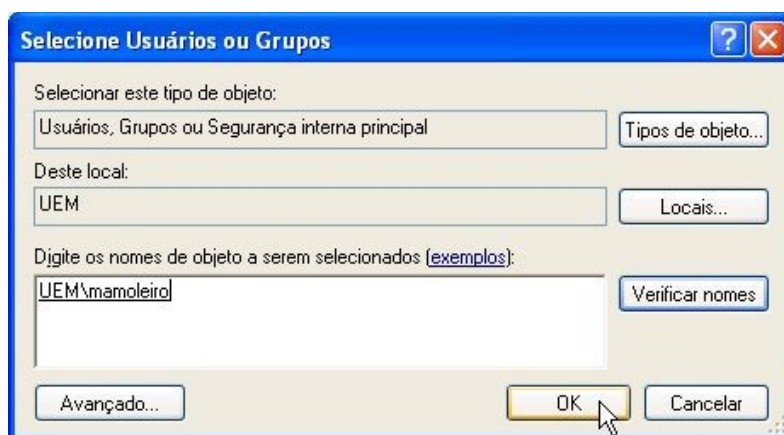 Selecione Usuários ou Grupos
Selecionar este tipo de objeto:
Usuários, Grupos ou Segurança interna principal
Tipos de objeto...
Deste local:
UEM
Locais...
Digite os nomes de objeto a serem selecionados (exemplos):
UEM\mamoleiro
Verificar nomes
Avançado...
OK
Cancelar